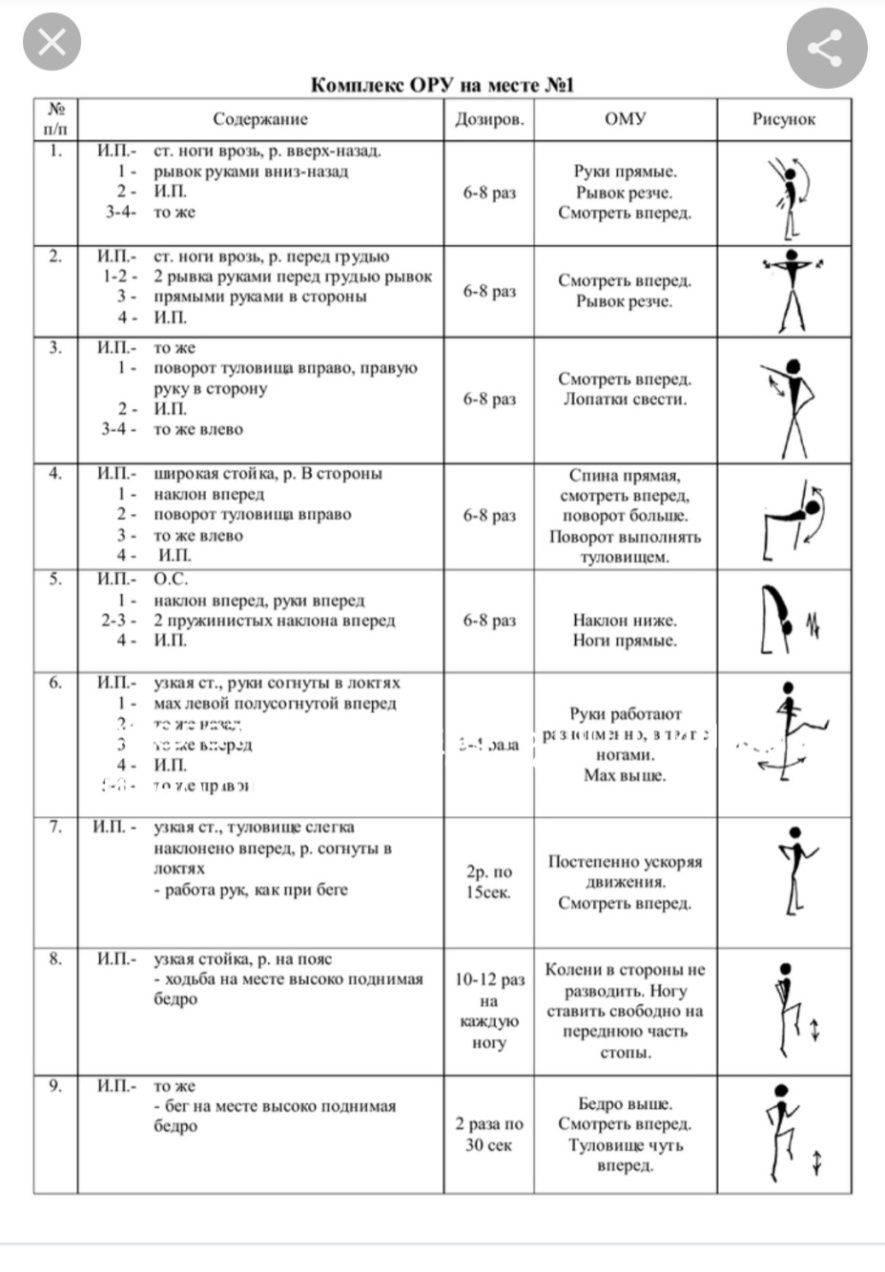 Комплекс ОРУ на месте №1
№ п/п Содержание Дозиров. ОМУ Рисунок
1. И.П.- ст. ноги врозь, р. вверх-назад.
1 - рывок руками вниз-назад
2 - И.П.
3-4- то же
6-8 раз
Руки прямые.
Рывок резче.
Смотреть вперед.
2. И.П.- ст. ноги врозь, р. перед грудью
1-2 - 2 рывка руками перед грудью рывок
3 - прямыми руками в стороны
4 - И.П.
6-8 раз
Смотреть вперед.
Рывок резче.
3. И.П.- то же
1 - поворот туловища вправо, правую
руку в сторону
2 - И.П.
3-4 - то же влево
6-8 раз
Смотреть вперед.
Лопатки свести.
4. И.П.- широкая стойка, р. В стороны
1 - наклон вперед
2 - поворот туловища вправо
3 - то же влево
4 - И.П.
6-8 раз
Спина прямая,
смотреть вперед,
поворот больше.
Поворот выполнять
туловищем.
5. И.П.- О.С.
1 - наклон вперед, руки вперед
2-3 - 2 пружинистых наклона вперед
4 - И.П.
6-8 раз
Наклон ниже.
Ноги прямые.
6. И.П.- узкая ст., руки согнуты в локтях
1 - мах левой полусогнутой вперед
2 - то же назад
3 то же вперед
4 - И.П.
то же
раза
Руки работают
ногами.
Мах выше.
7. И.П. - узкая ст., туловище слегка
наклонено вперед, р. согнуты в
локтях
- работа рук, как при беге
2р. по
15сек.
Постепенно ускоряя
движения.
Смотреть вперед.
8. И.П.- узкая стойка, р. на пояс
- ходьба на месте высоко поднимая
бедро
10-12 раз
на
каждую
ногу
Колени в стороны не
разводить. Ногу
ставить свободно на
переднюю часть
стопы.
9. И.П.- то же
- бег на месте высоко поднимая
бедро
2 раза по
30 сек
Бедро выше.
Смотреть вперед.
Туловище чуть
вперед.